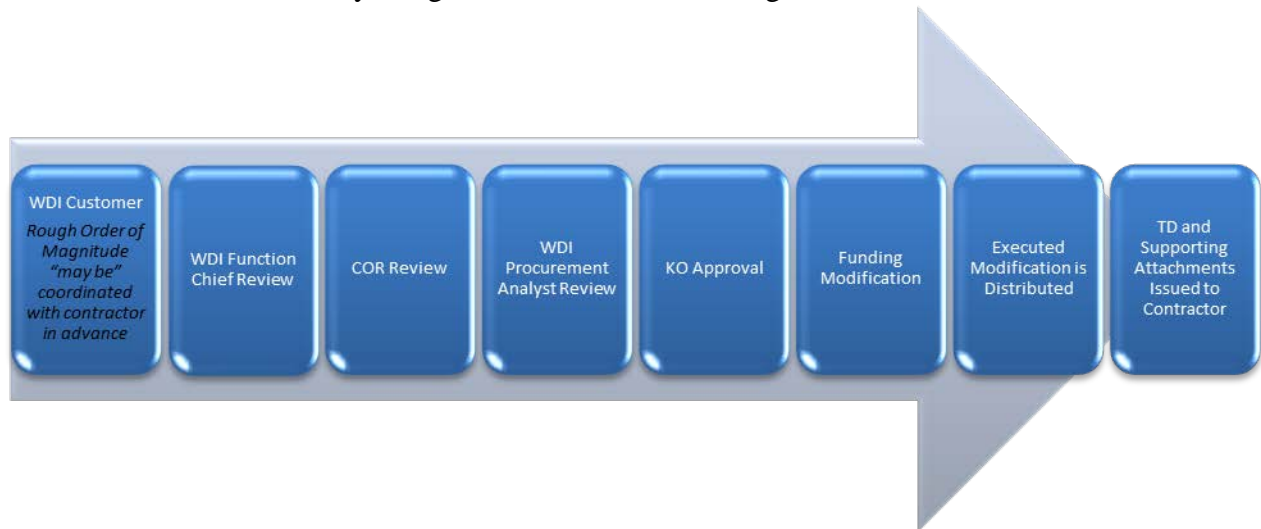 WDI Customer
Rough Order of
Magnitude
“may be”
coordinated
with contractor
in advance
WDI Function
Chief Review
COR Review
WDI
Procurement
Analyst Review
KO Approval
Funding
Modification
Executed
Modification is
Distributed
TD and
Supporting
Attachments
Issued to
Contractor